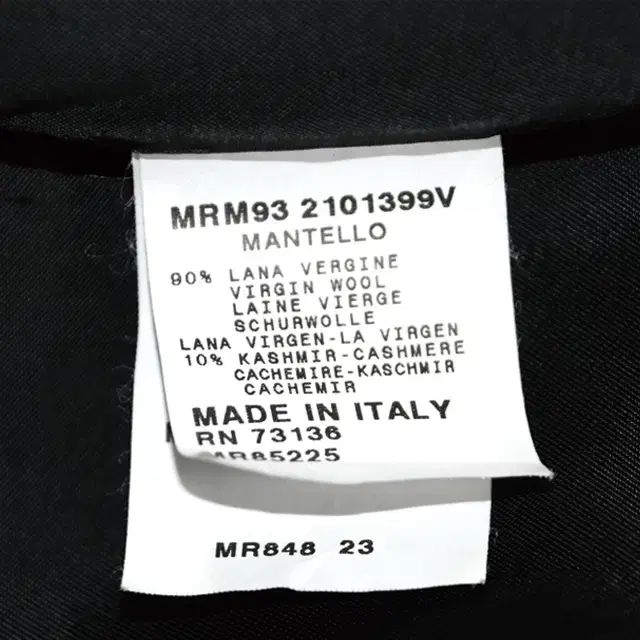 MRM93 2101399V
MANTELLO
90% LANA VERGINE
VIRGIN WOOL
LAINE VIERGE
SCHURWOLLE
LANA VIRGEN-LA VIRGEN
10% KASHMIR-CASHMERE
CACHEMIRE-KASCHMIR
CACHEMIR
MADE IN ITALY
RN 73136
MR85225
MR848 23